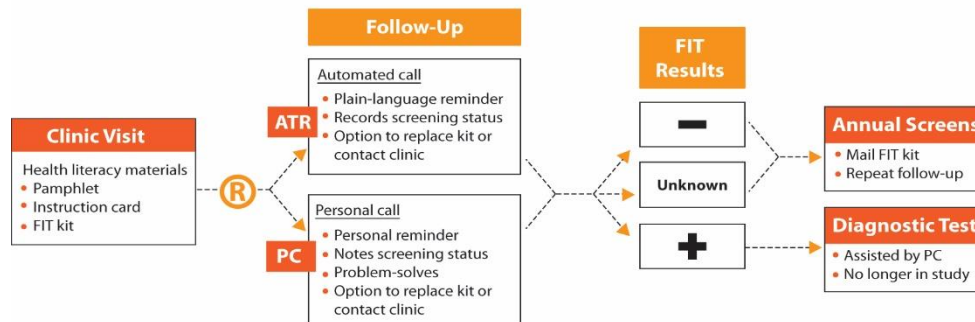 Follow-Up
FIT
Results
Clinic Visit
Health literacy materials
• Pamphlet
• Instruction card
• FIT kit
R
ATR
Automated call
• Plain-language reminder
• Records screening status
• Option to replace kit or
contact clinic
PC
Personal call
• Personal reminder
• Notes screening status
• Problem-solves
• Option to replace kit or
contact clinic
−
Unknown
+
Annual Screens
• Mail FIT kit
• Repeat follow-up
Diagnostic Test
• Assisted by PC
• No longer in study